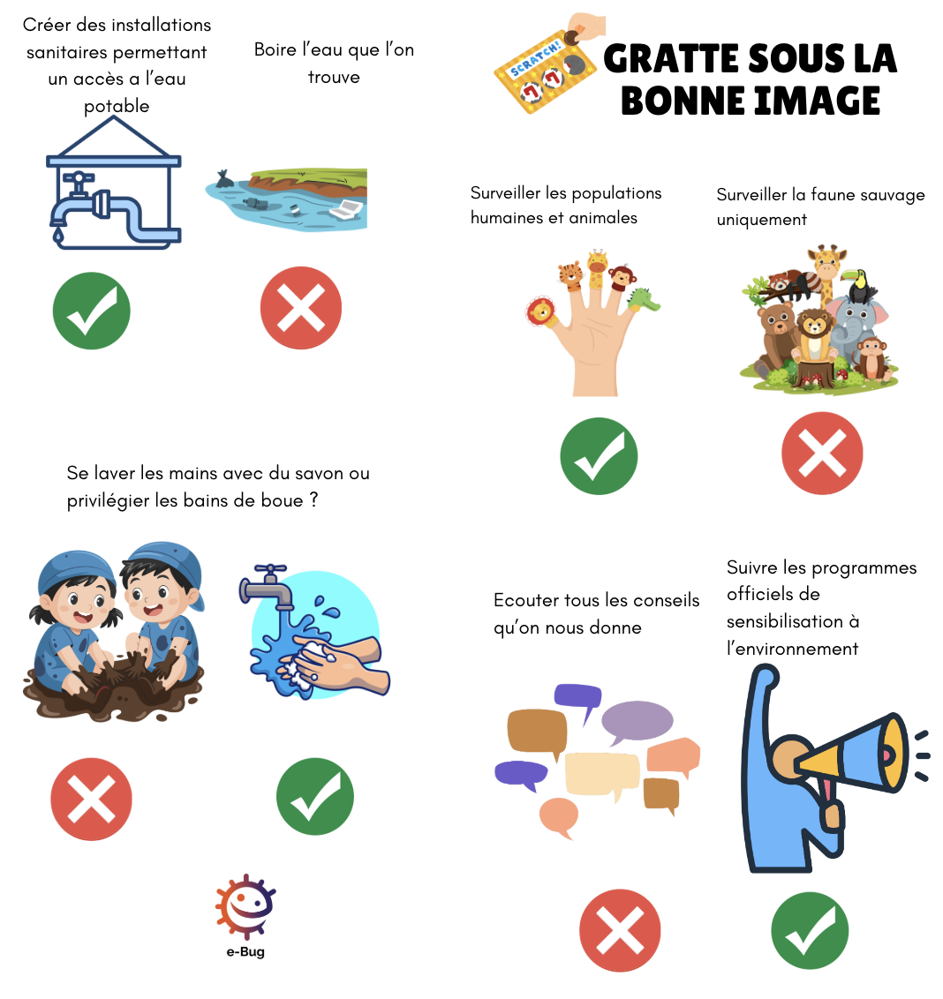 Créer des installations
sanitaires permettant
un accès a l'eau
potable
Boire l'eau que l'on
trouve
SCRATCH!
7 7
GRATTE SOUS LA
BONNE IMAGE
Surveiller les populations
humaines et animales
Surveiller la faune sauvage
uniquement
Se laver les mains avec du savon ou
privilégier les bains de boue ?
Ecouter tous les conseils
qu'on nous donne
Suivre les programmes
officiels de
sensibilisation à
l'environnement
e-Bug